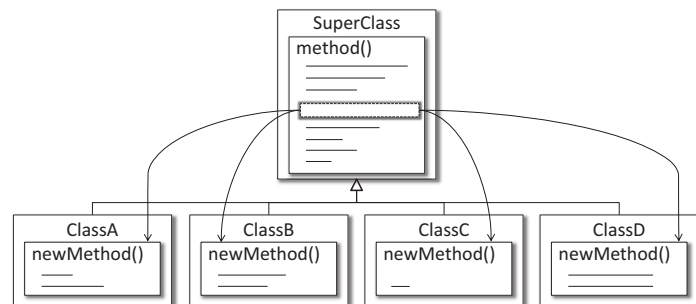 SuperClass
method()
ClassA
newMethod()
ClassB
newMethod()
ClassC
newMethod()
ClassD
newMethod()